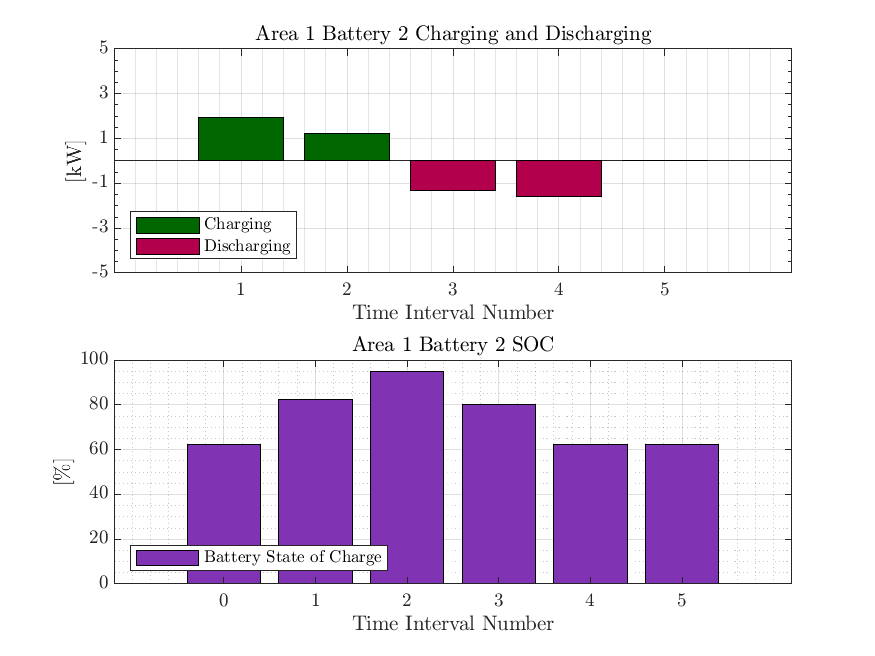 Area 1 Battery 2 Charging and Discharging
5
3
1
-1
-3
-5
[kW]
Charging
Discharging
1 2 3 4 5
Time Interval Number
Area 1 Battery 2 SOC
100
80
60
40
20
0
[%]
Battery State of Charge
0 1 2 3 4 5
Time Interval Number